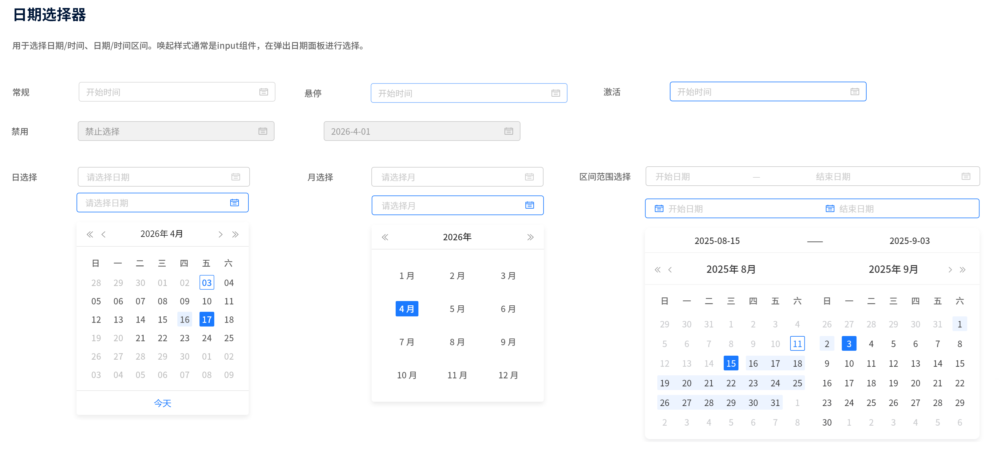 日期选择器
用于选择日期/时间、日期/时间区间。唤起样式通常是input组件，在弹出日期面板进行选择。
常规 开始时间 悬停 开始时间 激活 开始时间
禁用 禁止选择 2026-4-01
日选择 请选择日期 月选择 请选择月 区间范围选择 开始日期 — 结束日期
请选择日期 请选择月 开始日期 结束日期
2026年 4月
日 一 二 三 四 五 六
28 29 30 01 02 03 04
05 06 07 08 09 10 11
12 13 14 15 16 17 18
19 20 21 22 23 24 25
26 27 28 29 30 01 02
03 04 05 06 07 08 09
今天
2026年
1 月 2 月 3 月
4 月 5 月 6 月
7 月 8 月 9 月
10 月 11 月 12 月
2025-08-15 —— 2025-9-03
2025年 8月 2025年 9月
日 一 二 三 四 五 六 日 一 二 三 四 五 六
29 30 31 1 2 3 4 26 27 28 29 30 31 1
5 6 7 8 9 10 11 2 3 4 5 6 7 8
12 13 14 15 16 17 18 9 10 11 12 13 14 15
19 20 21 22 23 24 25 16 17 18 19 20 21 22
26 27 28 29 30 31 1 23 24 25 26 27 28 29
2 3 4 5 6 7 8 30 1 2 3 4 5 6